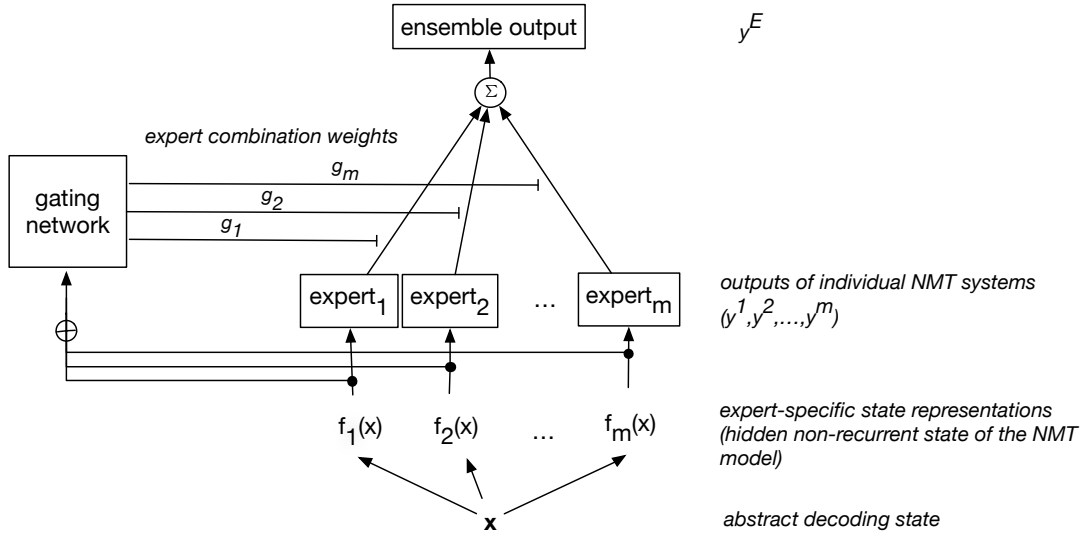 ensemble output
y^E
Σ
expert combination weights
g_m
gating
network
g_2
g_1
expert_1
expert_2
...
expert_m
outputs of individual NMT systems
(y^1,y^2,...,y^m)
f_1(x)
f_2(x)
...
f_m(x)
expert-specific state representations
(hidden non-recurrent state of the NMT
model)
x
abstract decoding state